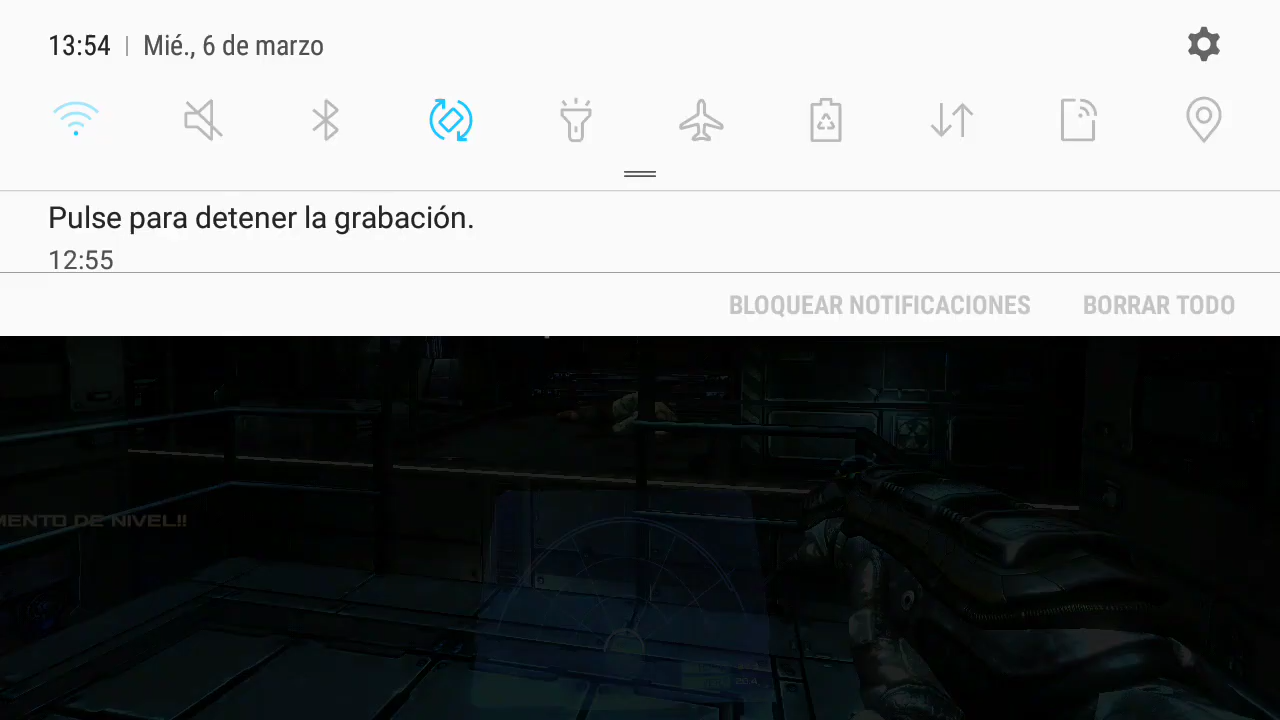 13:54 | Mié., 6 de marzo
Pulse para detener la grabación.
12:55
BLOQUEAR NOTIFICACIONES BORRAR TODO
MENTO DE NIVEL!!